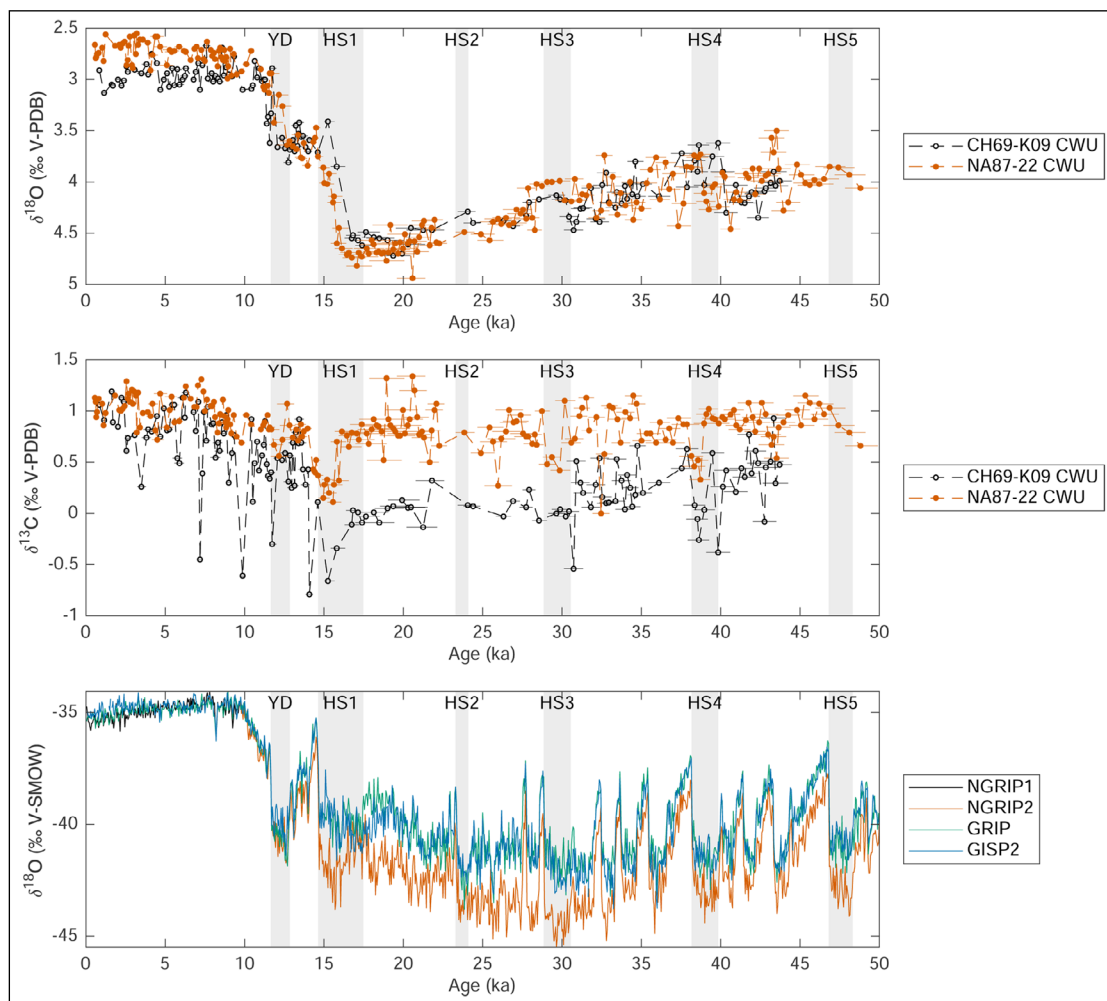 YD HS1 HS2 HS3 HS4 HS5
2.5
3
3.5
4
4.5
5
δ18O (‰ V-PDB)
0 5 10 15 20 25 30 35 40 45 50
Age (ka)
CH69-K09 CWU
NA87-22 CWU
YD HS1 HS2 HS3 HS4 HS5
1.5
1
0.5
0
-0.5
-1
δ13C (‰ V-PDB)
0 5 10 15 20 25 30 35 40 45 50
Age (ka)
CH69-K09 CWU
NA87-22 CWU
YD HS1 HS2 HS3 HS4 HS5
-35
-40
-45
δ18O (‰ V-SMOW)
0 5 10 15 20 25 30 35 40 45 50
Age (ka)
NGRIP1
NGRIP2
GRIP
GISP2